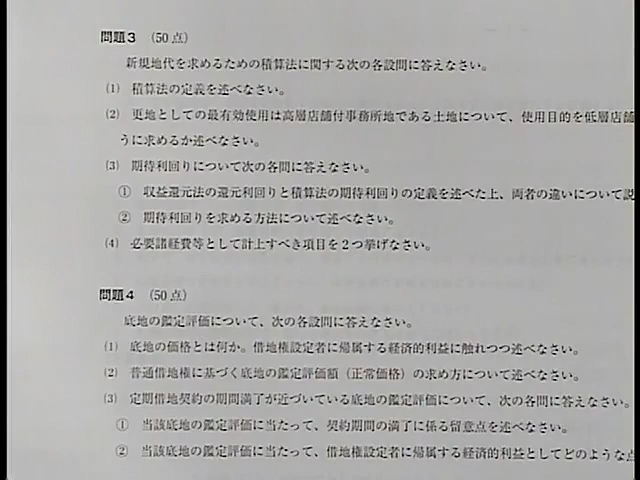 問題3 (50点)
新規地代を求めるための積算法に関する次の各設問に答えなさい。
(1) 積算法の定義を述べなさい。
(2) 更地としての最有効使用は高層店舗付事務所地である土地について、使用目的を低層店舗
うに求めるか述べなさい。
(3) 期待利回りについて次の各問に答えなさい。
① 収益還元法の還元利回りと積算法の期待利回りの定義を述べた上、両者の違いについて説
② 期待利回りを求める方法について述べなさい。
(4) 必要諸経費等として計上すべき項目を2つ挙げなさい。
問題4 (50点)
底地の鑑定評価について、次の各設問に答えなさい。
(1) 底地の価格とは何か。借地権設定者に帰属する経済的利益に触れつつ述べなさい。
(2) 普通借地権に基づく底地の鑑定評価額（正常価格）の求め方について述べなさい。
(3) 定期借地契約の期間満了が近づいている底地の鑑定評価について、次の各問に答えなさい。
① 当該底地の鑑定評価に当たって、契約期間の満了に係る留意点を述べなさい。
② 当該底地の鑑定評価に当たって、借地権設定者に帰属する経済的利益としてどのような点